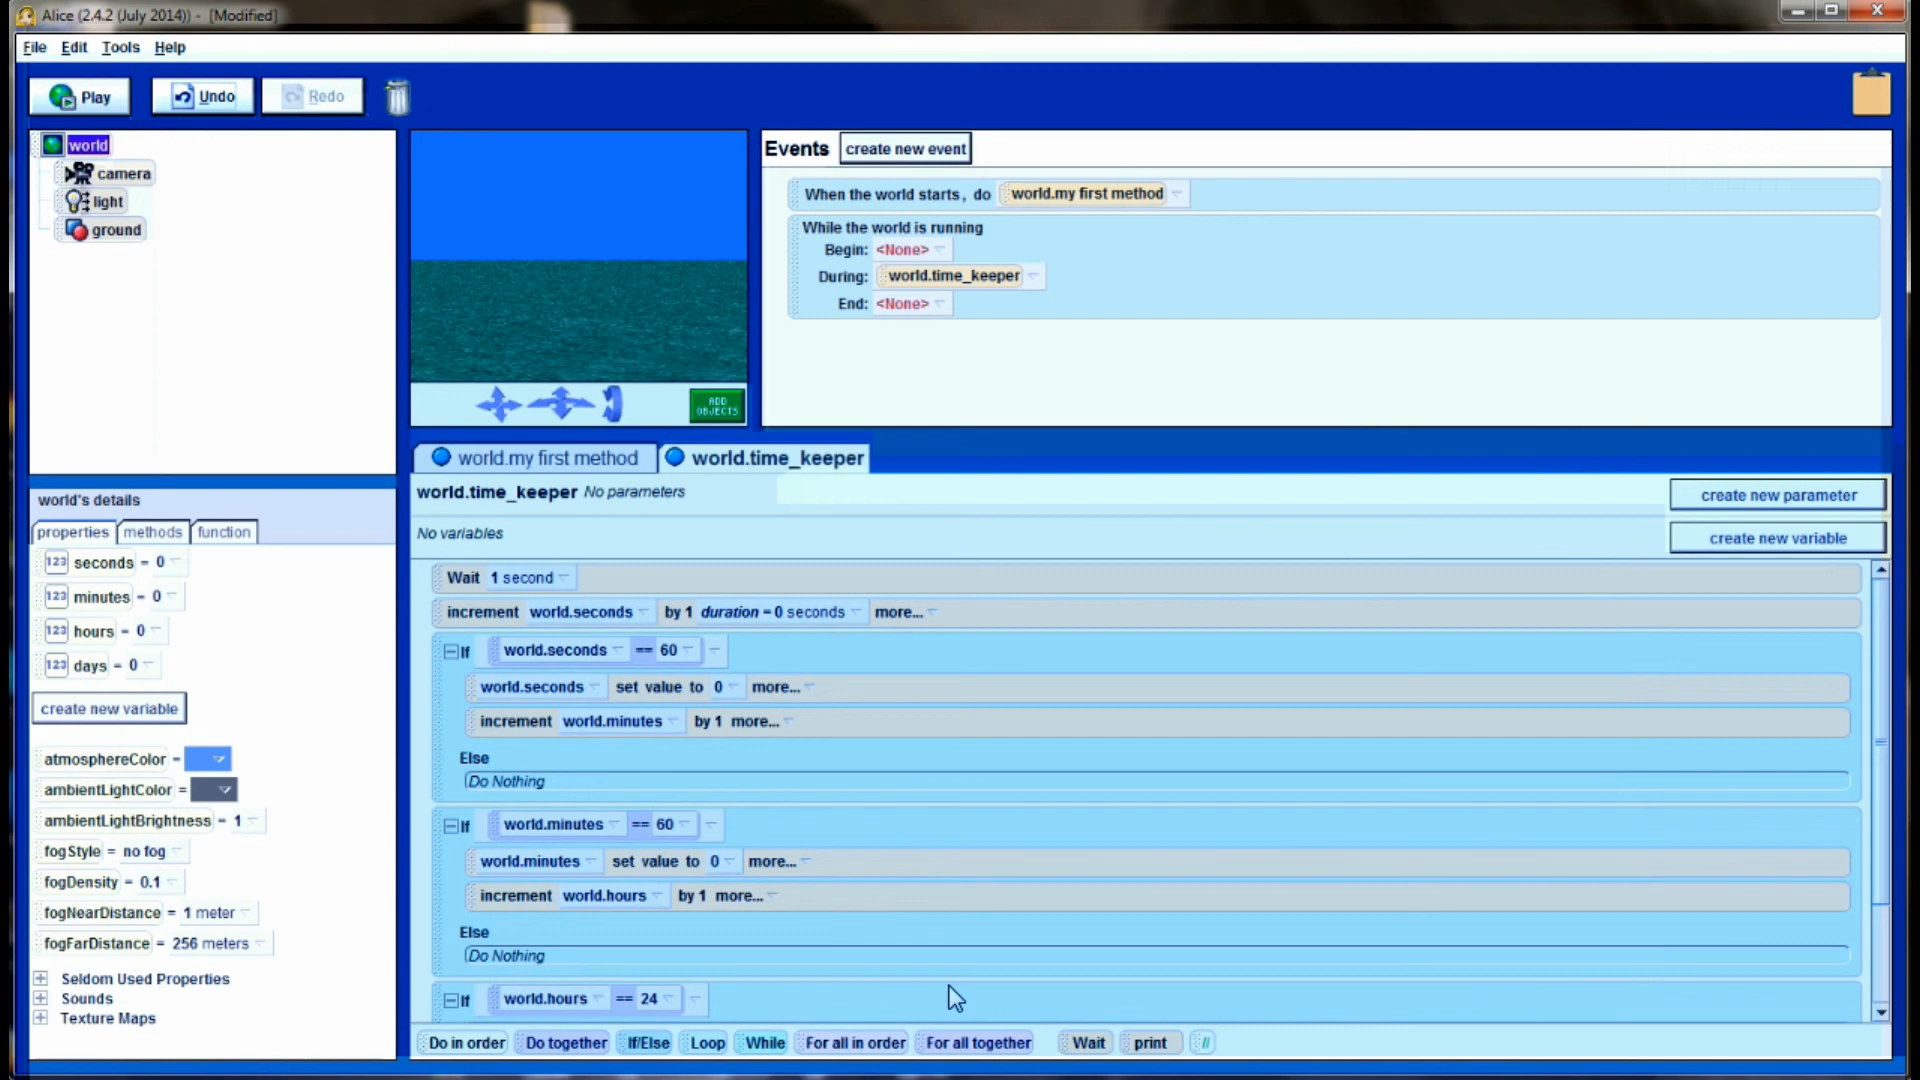 Alice (2.4.2 (July 2014)) - [Modified]
File Edit Tools Help
Play Undo Redo
world
camera
light
ground
ADD OBJECTS
Events create new event
When the world starts, do world.my first method
While the world is running
Begin: <None>
During: world.time_keeper
End: <None>
world's details
properties methods function
123 seconds = 0
123 minutes = 0
123 hours = 0
123 days = 0
create new variable
atmosphereColor =
ambientLightColor =
ambientLightBrightness = 1
fogStyle = no fog
fogDensity = 0.1
fogNearDistance = 1 meter
fogFarDistance = 256 meters
Seldom Used Properties
Sounds
Texture Maps
world.my first method world.time_keeper
world.time_keeper No parameters
create new parameter
No variables
create new variable
Wait 1 second
increment world.seconds by 1 duration = 0 seconds more...
If world.seconds == 60
world.seconds set value to 0 more...
increment world.minutes by 1 more...
Else
(Do Nothing
If world.minutes == 60
world.minutes set value to 0 more...
increment world.hours by 1 more...
Else
(Do Nothing
If world.hours == 24
Do in order Do together If/Else Loop While For all in order For all together Wait print //